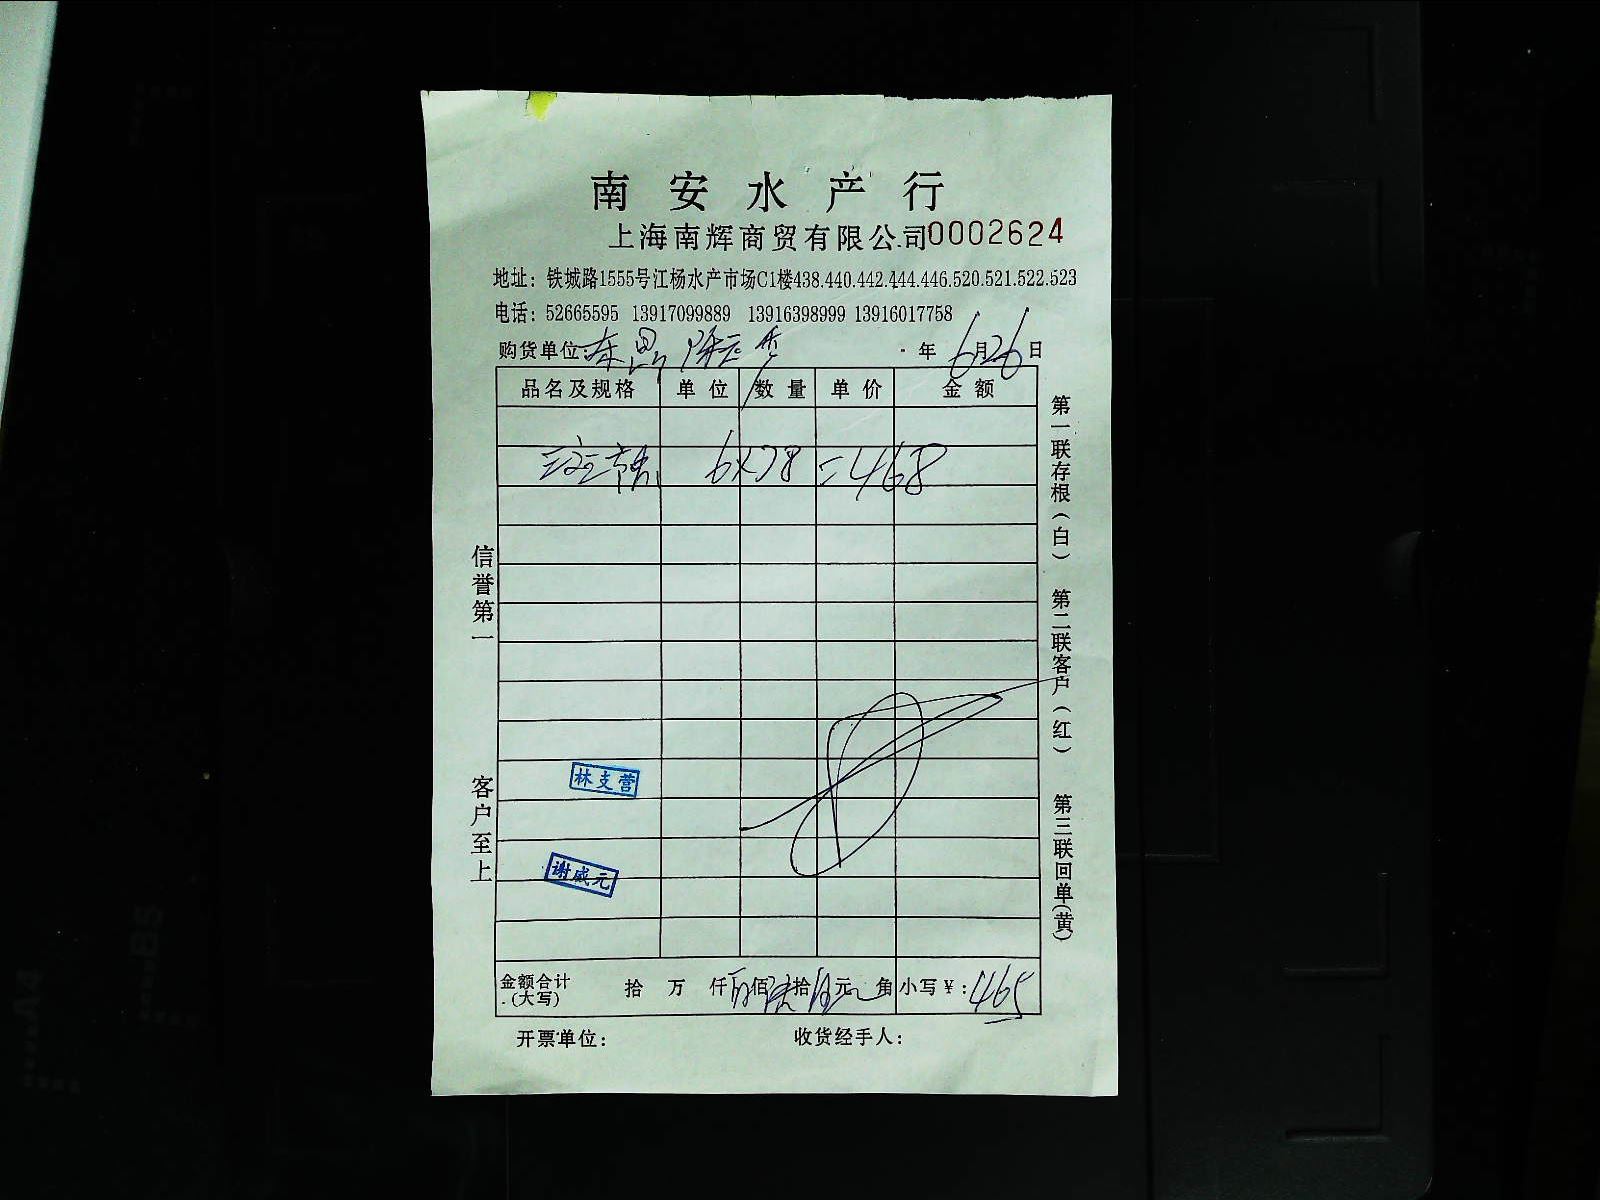 南安水产行
上海南辉商贸有限公司 0002624
地址：铁城路1555号江杨水产市场C1楼438.440.442.444.446.520.521.522.523
电话：52665595 13917099889 13916398999 13916017758
购货单位：
年 6月26日
品名及规格 单位 数量 单价 金额
6×78=468
信誉第一
客户至上
林支营
谢成元
第一联存根（白） 第二联客户（红） 第三联回单(黄)
金额合计(大写) 拾 万 仟 肆佰陆拾伍元 角 小写￥：465
开票单位： 收货经手人：